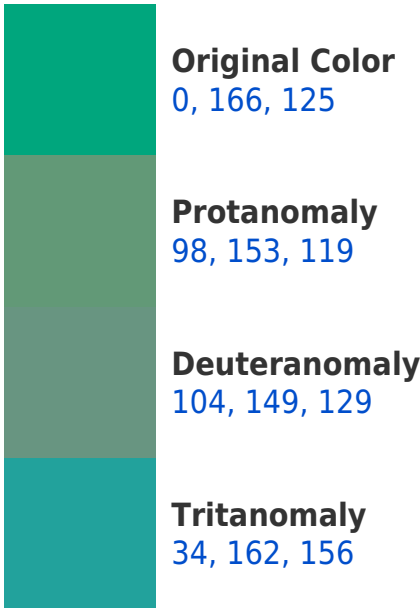 Original Color
0, 166, 125
Protanomaly
98, 153, 119
Deuteranomaly
104, 149, 129
Tritanomaly
34, 162, 156